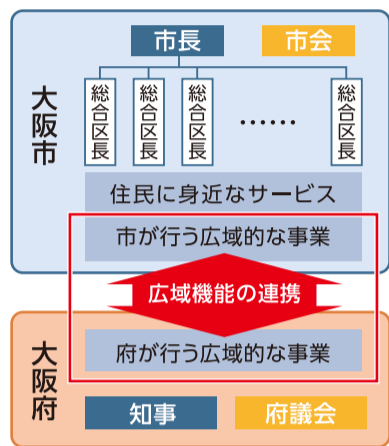 大阪市
市長
市会
総合区長
総合区長
総合区長
……
総合区長
住民に身近なサービス
市が行う広域的な事業
広域機能の連携
大阪府
府が行う広域的な事業
知事
府議会